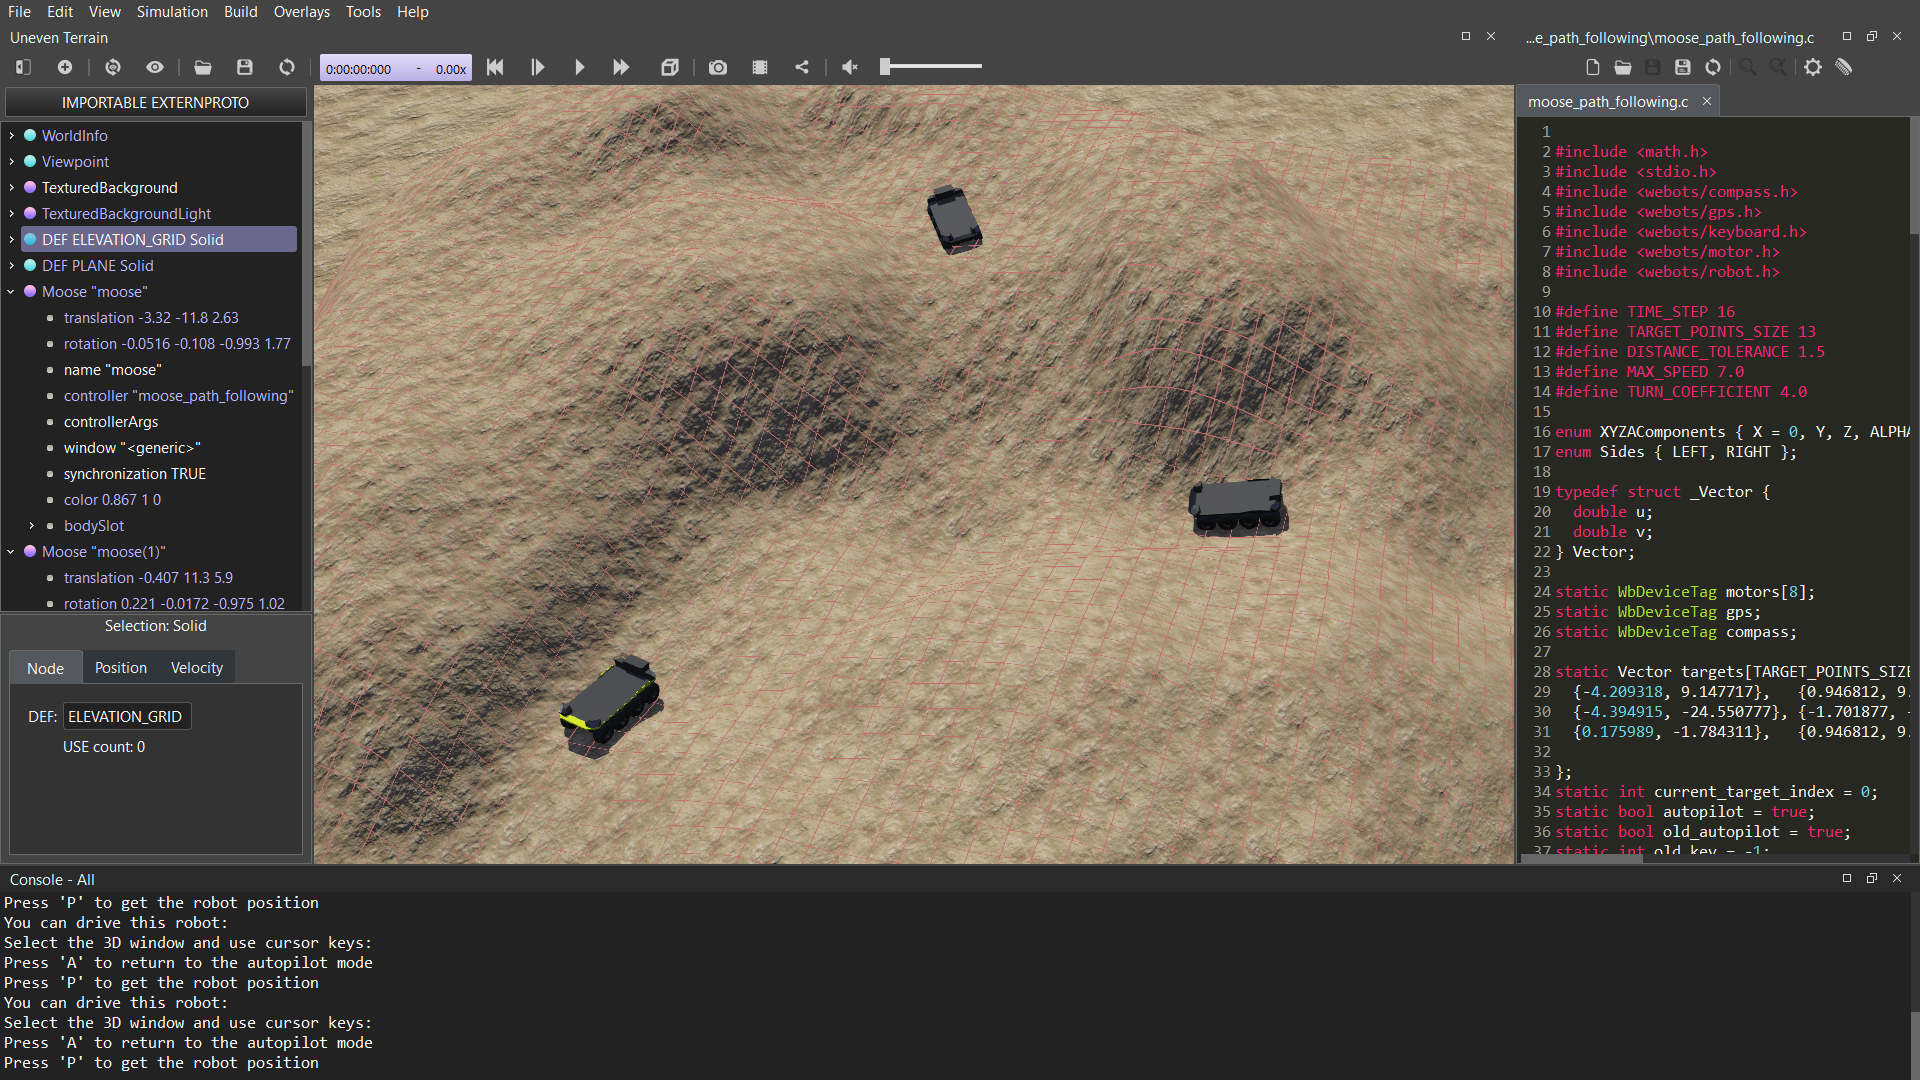 File Edit View Simulation Build Overlays Tools Help
Uneven Terrain
0:00:00:000 - 0.00x
IMPORTABLE EXTERNPROTO
WorldInfo
Viewpoint
TexturedBackground
TexturedBackgroundLight
DEF ELEVATION_GRID Solid
DEF PLANE Solid
Moose "moose"
translation -3.32 -11.8 2.63
rotation -0.0516 -0.108 -0.993 1.77
name "moose"
controller "moose_path_following"
controllerArgs
window "<generic>"
synchronization TRUE
color 0.867 1 0
bodySlot
Moose "moose(1)"
translation -0.407 11.3 5.9
rotation 0.221 -0.0172 -0.975 1.02
Selection: Solid
Node Position Velocity
DEF: ELEVATION_GRID
USE count: 0
...e_path_following\moose_path_following.c
moose_path_following.c
1
2 #include <math.h>
3 #include <stdio.h>
4 #include <webots/compass.h>
5 #include <webots/gps.h>
6 #include <webots/keyboard.h>
7 #include <webots/motor.h>
8 #include <webots/robot.h>
9
10 #define TIME_STEP 16
11 #define TARGET_POINTS_SIZE 13
12 #define DISTANCE_TOLERANCE 1.5
13 #define MAX_SPEED 7.0
14 #define TURN_COEFFICIENT 4.0
15
16 enum XYZAComponents { X = 0, Y, Z, ALPHA
17 enum Sides { LEFT, RIGHT };
18
19 typedef struct _Vector {
20 double u;
21 double v;
22 } Vector;
23
24 static WbDeviceTag motors[8];
25 static WbDeviceTag gps;
26 static WbDeviceTag compass;
27
28 static Vector targets[TARGET_POINTS_SIZE
29 {-4.209318, 9.147717}, {0.946812, 9.
30 {-4.394915, -24.550777}, {-1.701877, -
31 {0.175989, -1.784311}, {0.946812, 9.
32
33 };
34 static int current_target_index = 0;
35 static bool autopilot = true;
36 static bool old_autopilot = true;
37 static int old_key = -1;
Console - All
Press 'P' to get the robot position
You can drive this robot:
Select the 3D window and use cursor keys:
Press 'A' to return to the autopilot mode
Press 'P' to get the robot position
You can drive this robot:
Select the 3D window and use cursor keys:
Press 'A' to return to the autopilot mode
Press 'P' to get the robot position